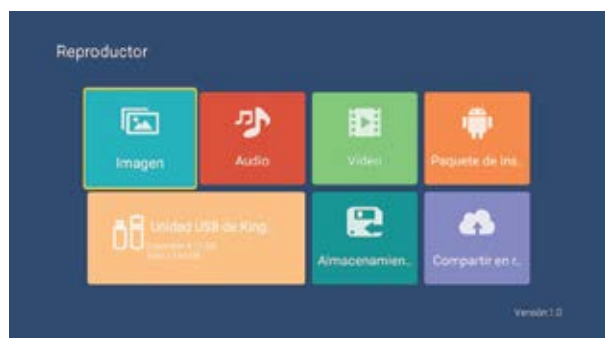 Reproductor
Imagen
Audio
Video
Paquete de ins..
Unidad USB de King..
Almacenamien..
Compartir en r..
Versión 1.0